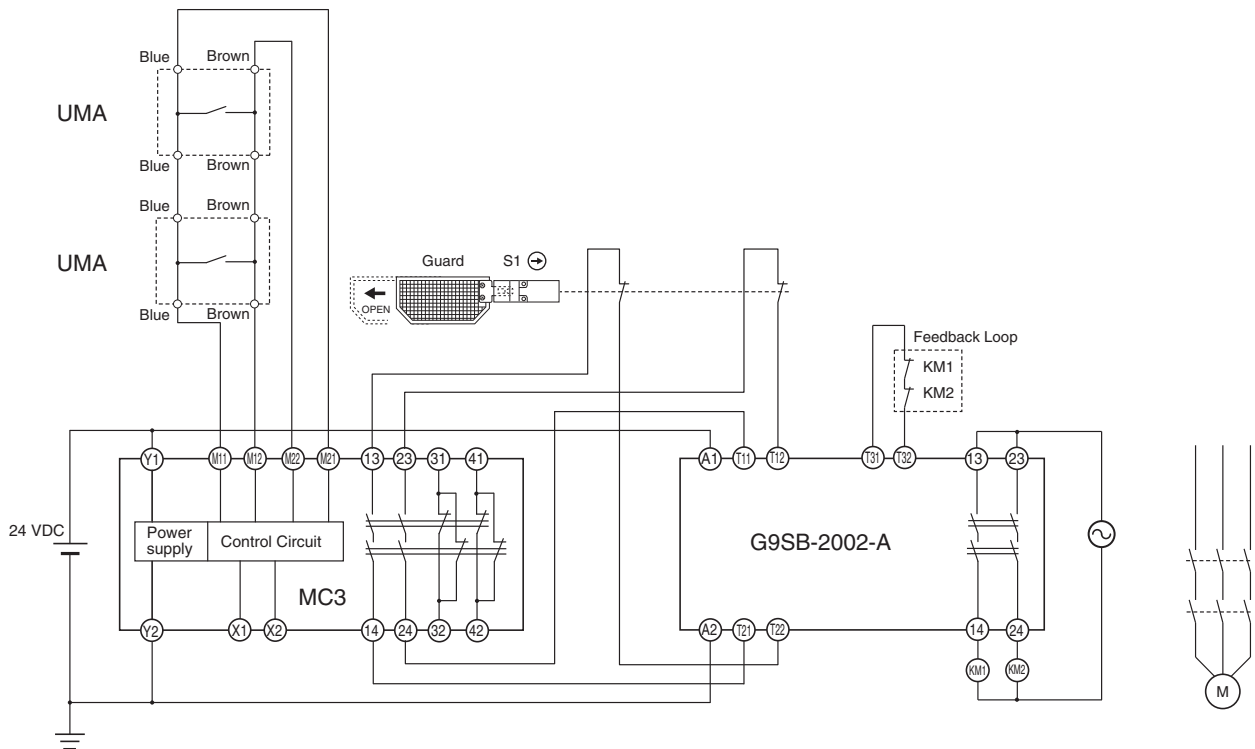 Blue Brown
UMA
Blue Brown
Blue Brown
UMA
Blue Brown
Guard S1
OPEN
Feedback Loop
KM1
KM2
Y1 M11 M12 M22 M21 13 23 31 41
A1 T11 T12 T31 T32 13 23
24 VDC
Power supply
Control Circuit
MC3
G9SB-2002-A
Y2 X1 X2 14 24 32 42
A2 T21 T22 14 24
KM1 KM2
M